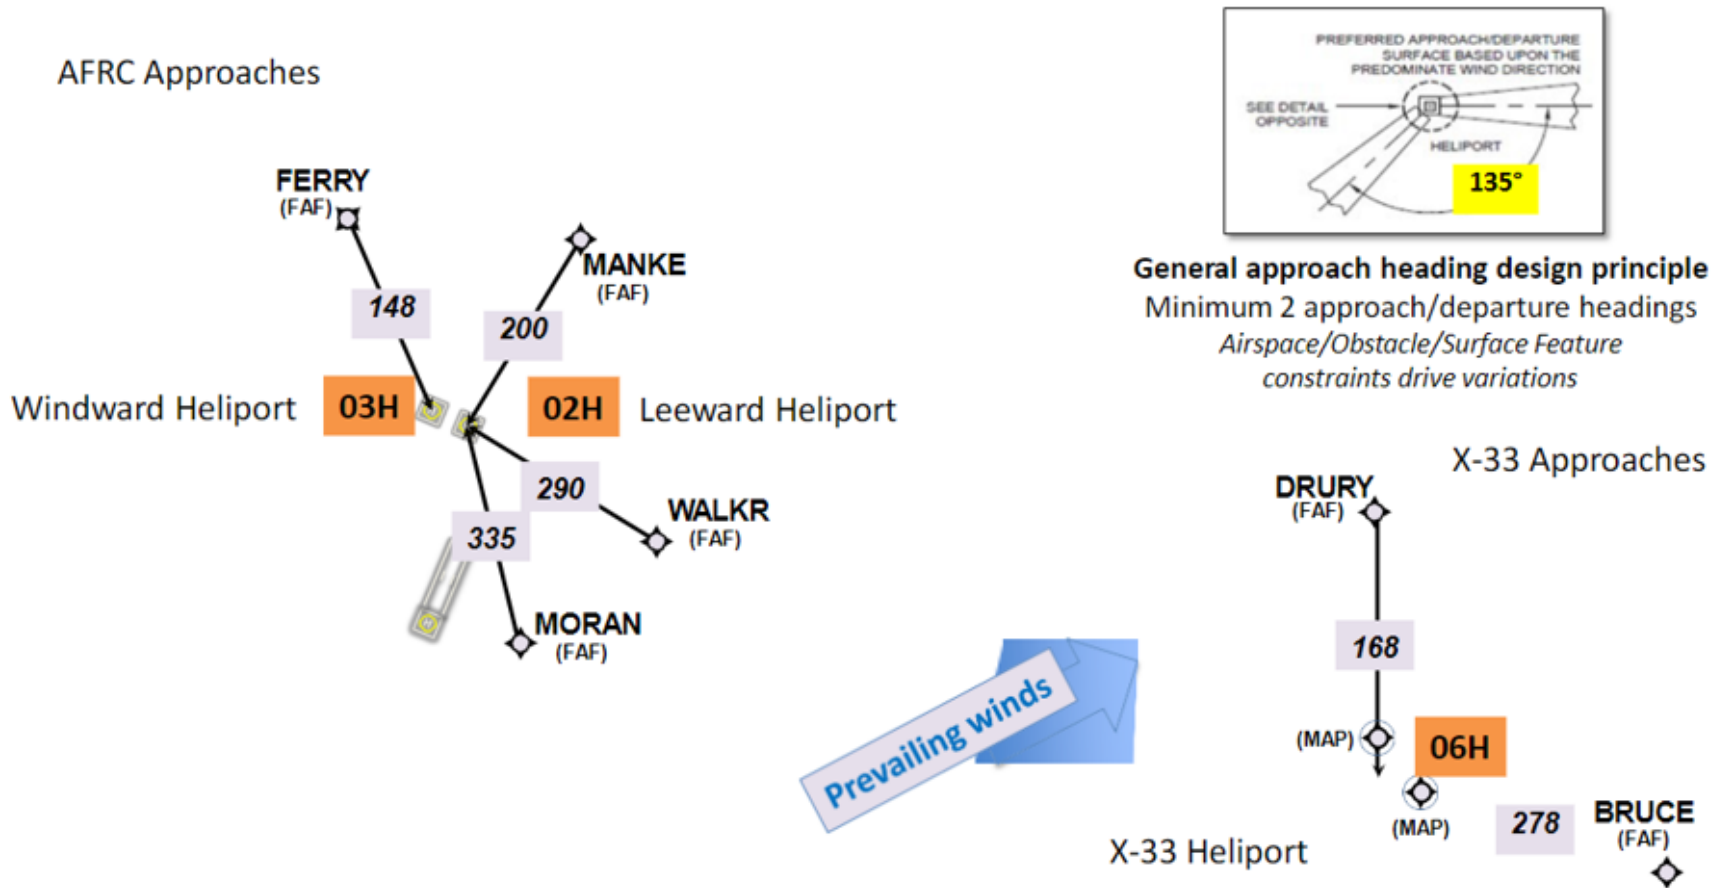 AFRC Approaches
FERRY
(FAF)
MANKE
(FAF)
148
200
Windward Heliport
03H
02H
Leeward Heliport
290
WALKR
(FAF)
335
MORAN
(FAF)
PREFERRED APPROACH/DEPARTURE
SURFACE BASED UPON THE
PREDOMINATE WIND DIRECTION
SEE DETAIL
OPPOSITE
HELIPORT
135°
General approach heading design principle
Minimum 2 approach/departure headings
Airspace/Obstacle/Surface Feature
constraints drive variations
X-33 Approaches
DRURY
(FAF)
168
Prevailing winds
(MAP)
06H
(MAP)
278
BRUCE
(FAF)
X-33 Heliport